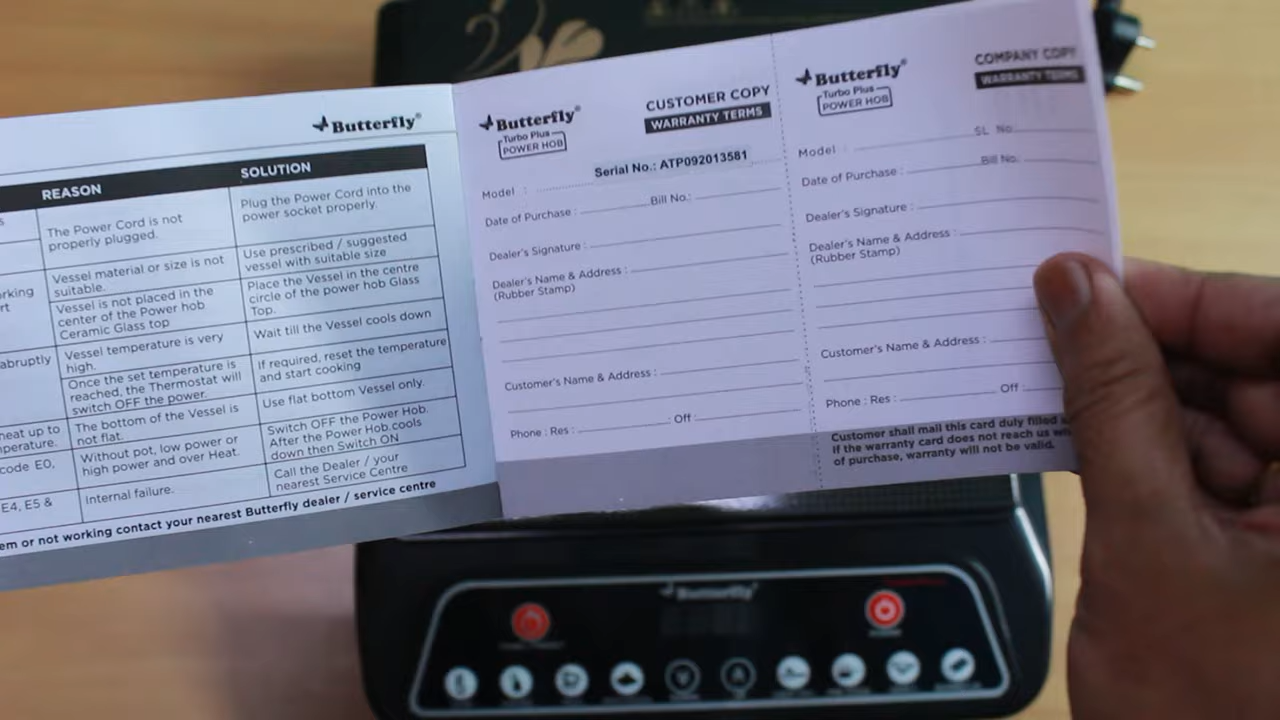 Butterfly®
REASON SOLUTION
s
The Power Cord is not
properly plugged.
Plug the Power Cord into the
power socket properly.
rking
rt
Vessel material or size is not
suitable.
Use prescribed / suggested
vessel with suitable size
Vessel is not placed in the
center of the Power hob
Ceramic Glass top
Place the Vessel in the centre
circle of the power hob Glass
Top.
abruptly
Vessel temperature is very
high.
Wait till the Vessel cools down
Once the set temperature is
reached, the Thermostat will
switch OFF the power.
If required, reset the temperature
and start cooking
heat up to
perature.
The bottom of the Vessel is
not flat.
Use flat bottom Vessel only.
code E0,
Without pot, low power or
high power and over Heat.
Switch OFF the Power Hob.
After the Power Hob.cools
down then Switch ON
E4, E5 &
Internal failure.
Call the Dealer / your
nearest Service Centre
em or not working contact your nearest Butterfly dealer / service centre
Butterfly®
Turbo Plus
POWER HOB
CUSTOMER COPY
WARRANTY TERMS
Serial No.: ATP092013581
Model :
Date of Purchase : Bill No.:
Dealer's Signature :
Dealer's Name & Address :
(Rubber Stamp)
Customer's Name & Address :
Phone : Res : : Off :
Butterfly®
Turbo Plus
POWER HOB
COMPANY COPY
WARRANTY TERMS
SL No.
Model :
Bill No.
Date of Purchase :
Dealer's Signature :
Dealer's Name & Address :
(Rubber Stamp)
Customer's Name & Address :
Phone : Res : Off :
Customer shall mail this card duly filled
If the warranty card does not reach us
of purchase, warranty will not be valid.
Butterfly®